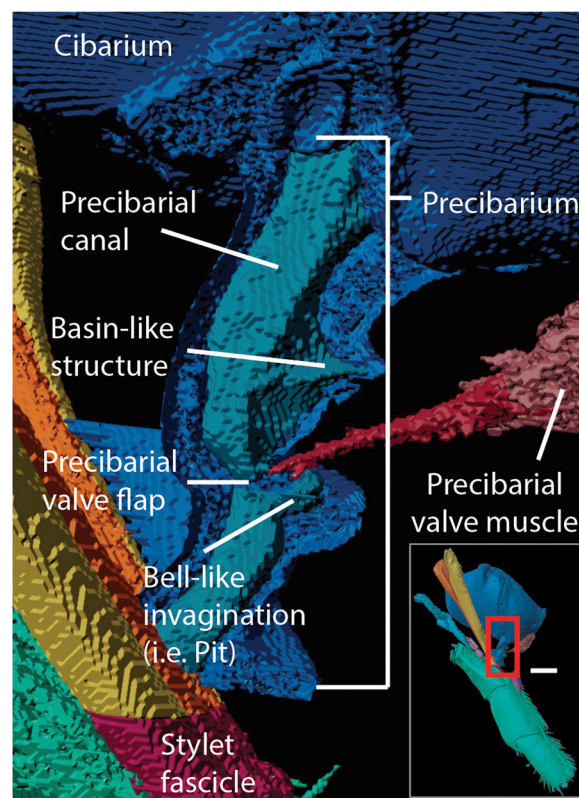 Cibarium
Precibarial
canal
Precibarium
Basin-like
structure
Precibarial
valve flap
Precibarial
valve muscle
Bell-like
invagination
(i.e. Pit)
Stylet
fascicle